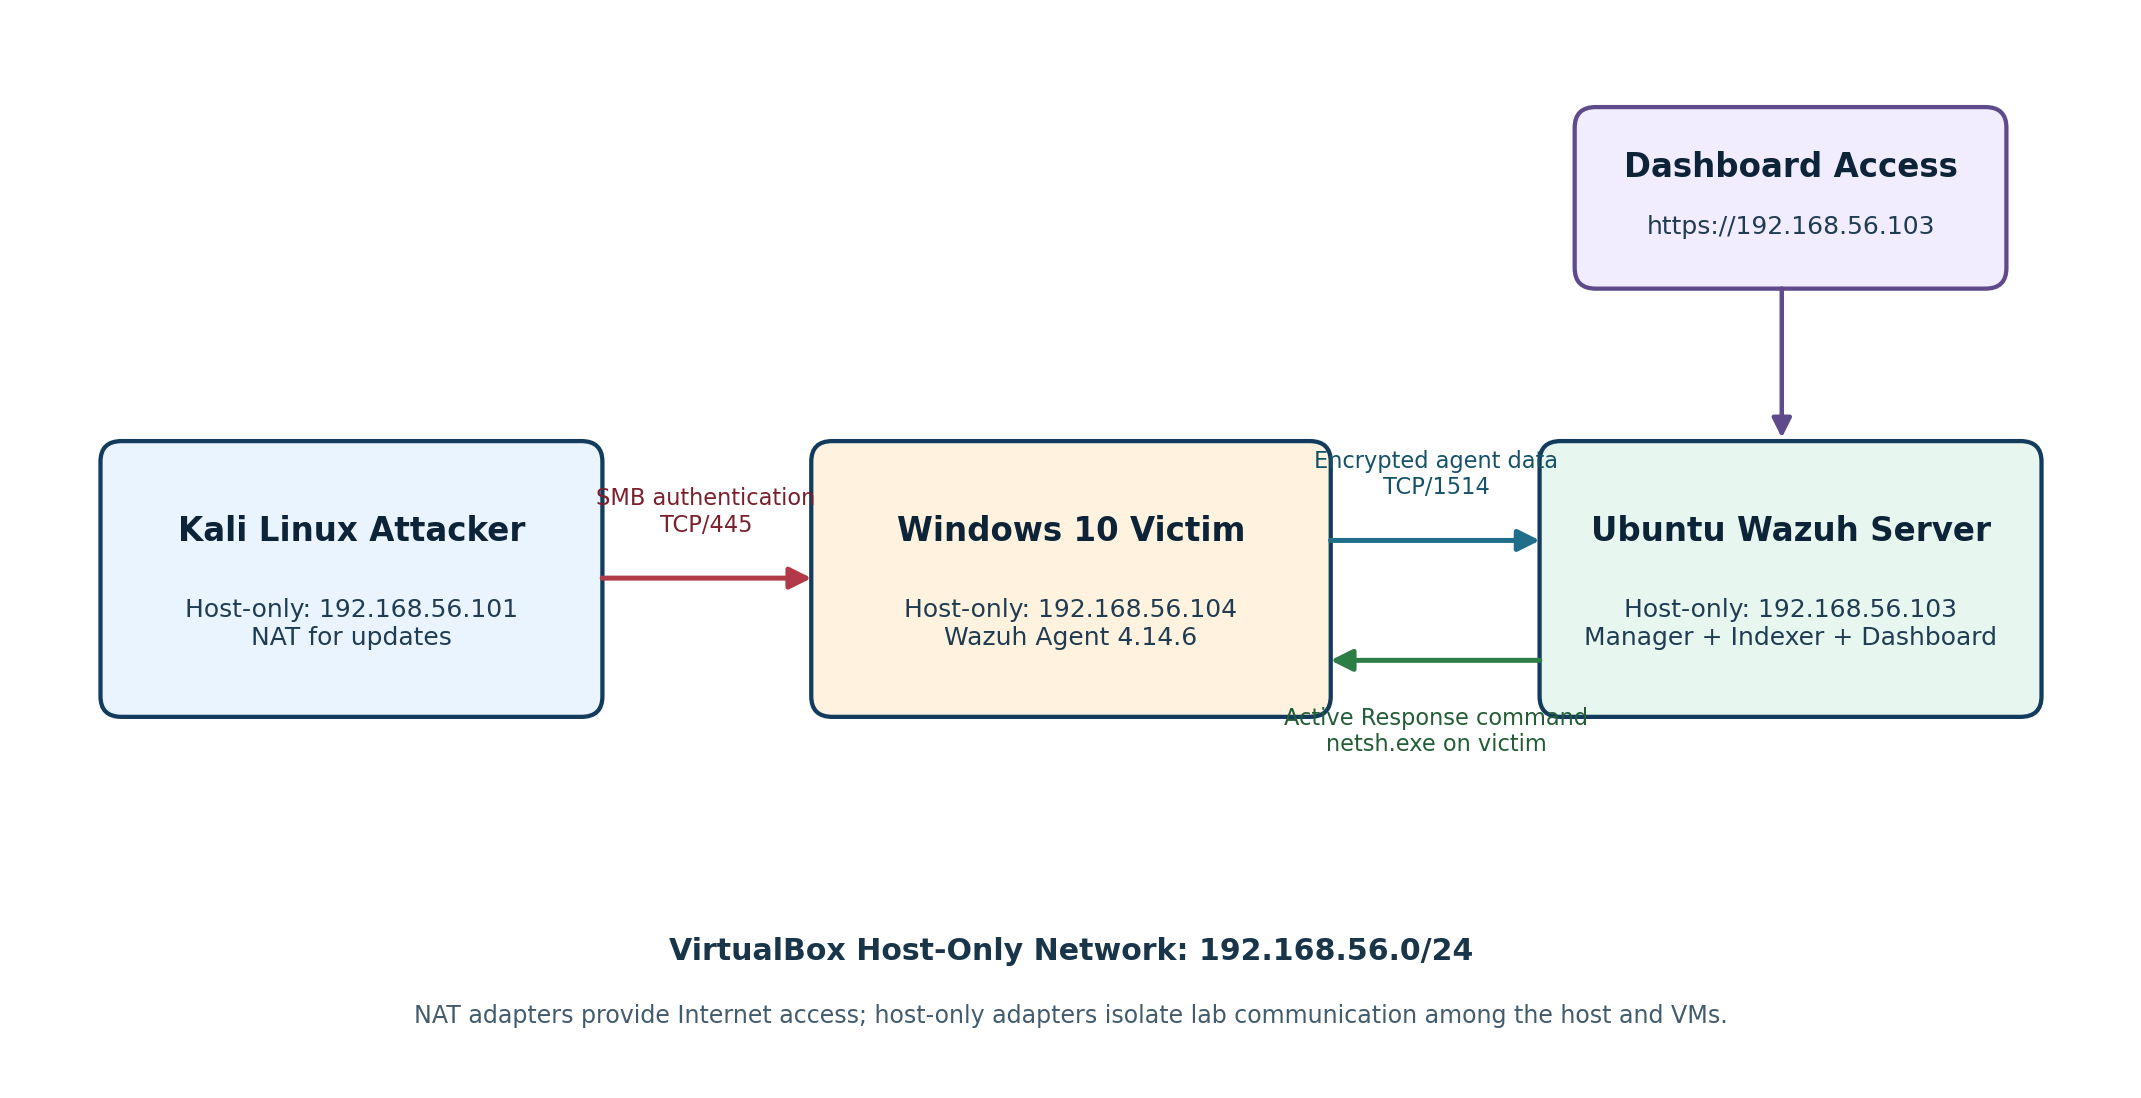 Dashboard Access
https://192.168.56.103
Kali Linux Attacker
Host-only: 192.168.56.101
NAT for updates
SMB authentication
TCP/445
Windows 10 Victim
Host-only: 192.168.56.104
Wazuh Agent 4.14.6
Encrypted agent data
TCP/1514
Active Response command
netsh.exe on victim
Ubuntu Wazuh Server
Host-only: 192.168.56.103
Manager + Indexer + Dashboard
VirtualBox Host-Only Network: 192.168.56.0/24
NAT adapters provide Internet access; host-only adapters isolate lab communication among the host and VMs.